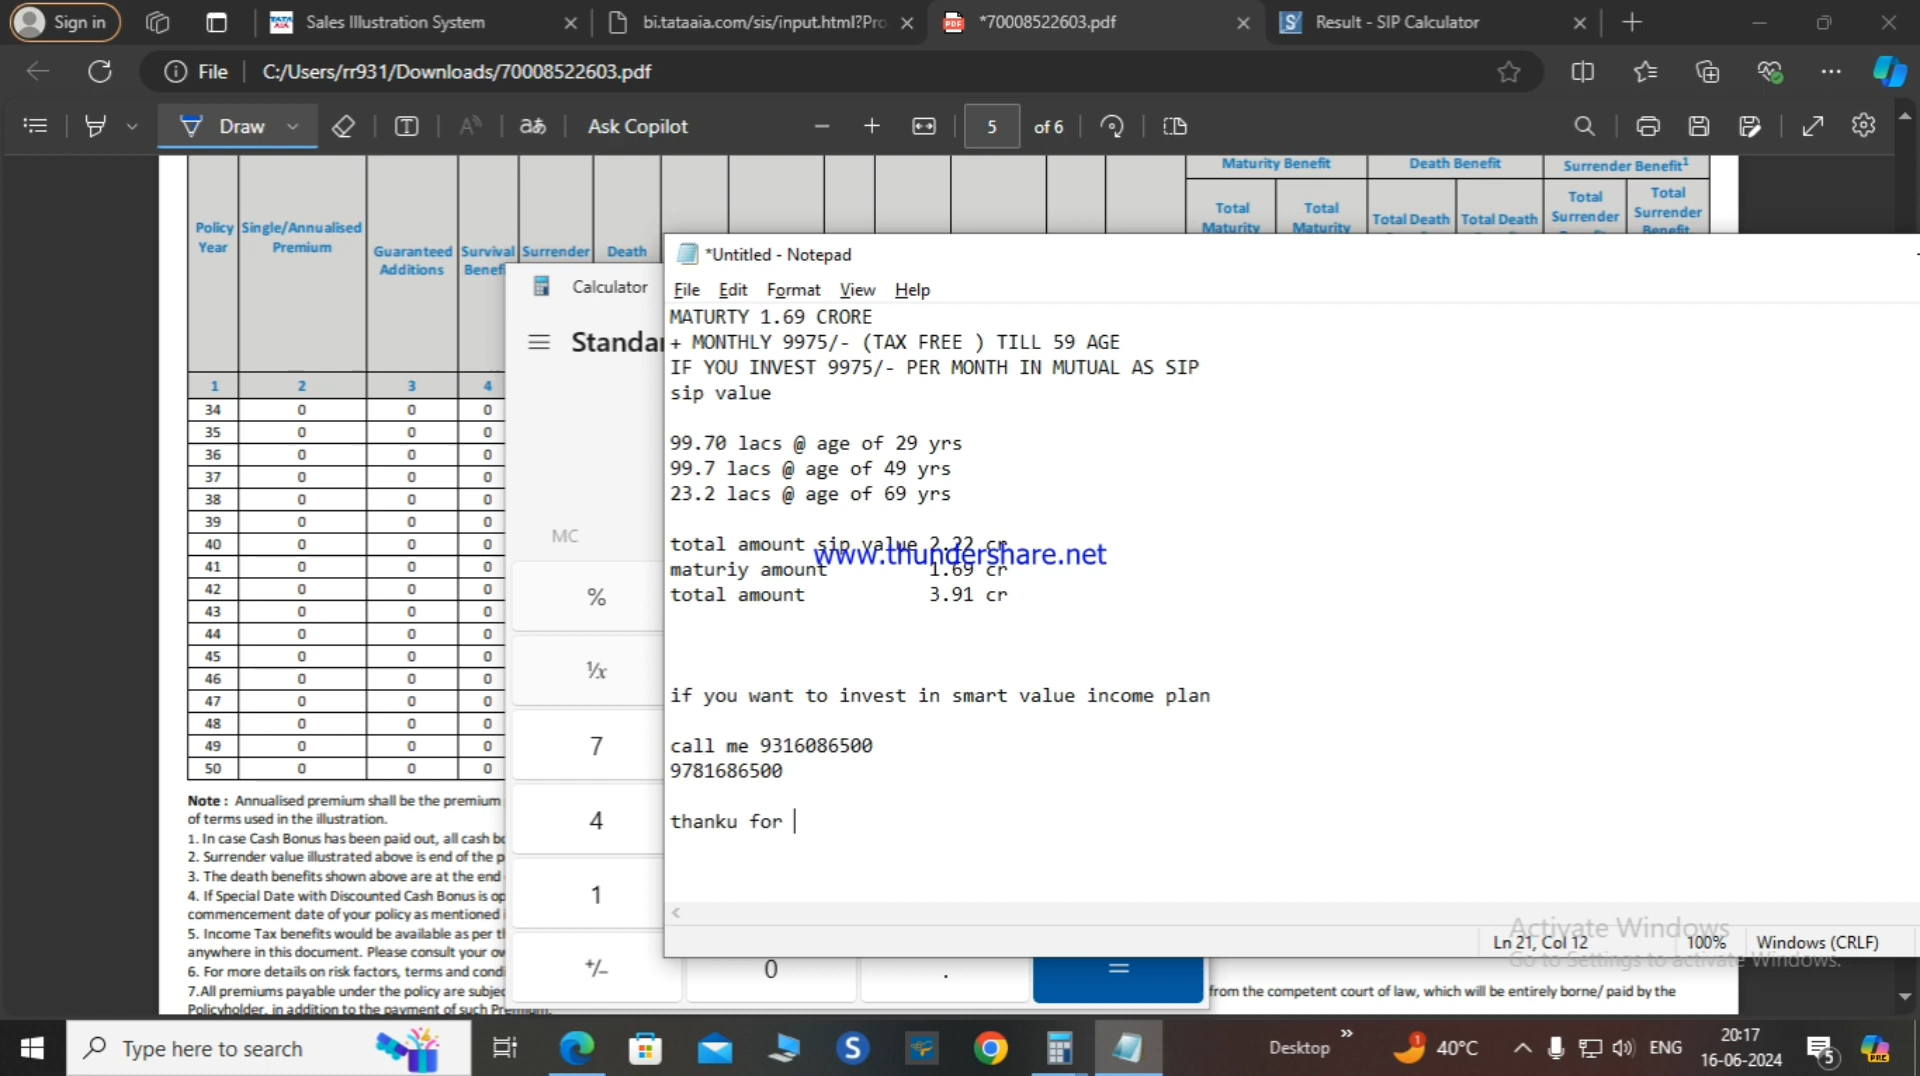 Sign in
Sales Illustration System
bi.tataaia.com/sis/input.html?Pro
*70008522603.pdf
Result - SIP Calculator
File
C:/Users/rr931/Downloads/70008522603.pdf
Draw
Ask Copilot
5 of 6
Maturity Benefit Death Benefit Surrender Benefit1
Policy Year
Single/Annualised Premium
Guaranteed Additions
Survival
Surrender
Death
Total Maturity
Total Maturity
Total Death
Total Death
Total Surrender
Total Surrender Benefit
1 2 3 4
34 0 0 0
35 0 0 0
36 0 0 0
37 0 0 0
38 0 0 0
39 0 0 0
40 0 0 0
41 0 0 0
42 0 0 0
43 0 0 0
44 0 0 0
45 0 0 0
46 0 0 0
47 0 0 0
48 0 0 0
49 0 0 0
50 0 0 0
Note : Annualised premium shall be the premium
of terms used in the illustration.
1. In case Cash Bonus has been paid out, all cash
2. Surrender value illustrated above is end of the
3. The death benefits shown above are at the end
4. If Special Date with Discounted Cash Bonus is
commencement date of your policy as mentioned
5. Income Tax benefits would be available as per
anywhere in this document. Please consult your
6. For more details on risk factors, terms and
7.All premiums payable under the policy are
from the competent court of law, which will be entirely borne/ paid by the
Policyholder, in addition to the payment of such
Calculator
MC
%
1/x
7
4
1
+/-
0
.
=
*Untitled - Notepad
File Edit Format View Help
MATURTY 1.69 CRORE
+ MONTHLY 9975/- (TAX FREE ) TILL 59 AGE
IF YOU INVEST 9975/- PER MONTH IN MUTUAL AS SIP
sip value
99.70 lacs @ age of 29 yrs
99.7 lacs @ age of 49 yrs
23.2 lacs @ age of 69 yrs
total amount sip value 2.22 cr
www.thundershare.net
maturiy amount 1.69 cr
total amount 3.91 cr
if you want to invest in smart value income plan
call me 9316086500
9781686500
thanku for
Activate Windows
Go to Settings to activate Windows.
Ln 21, Col 12
100%
Windows (CRLF)
Type here to search
Desktop
40°C
ENG
20:17
16-06-2024
5